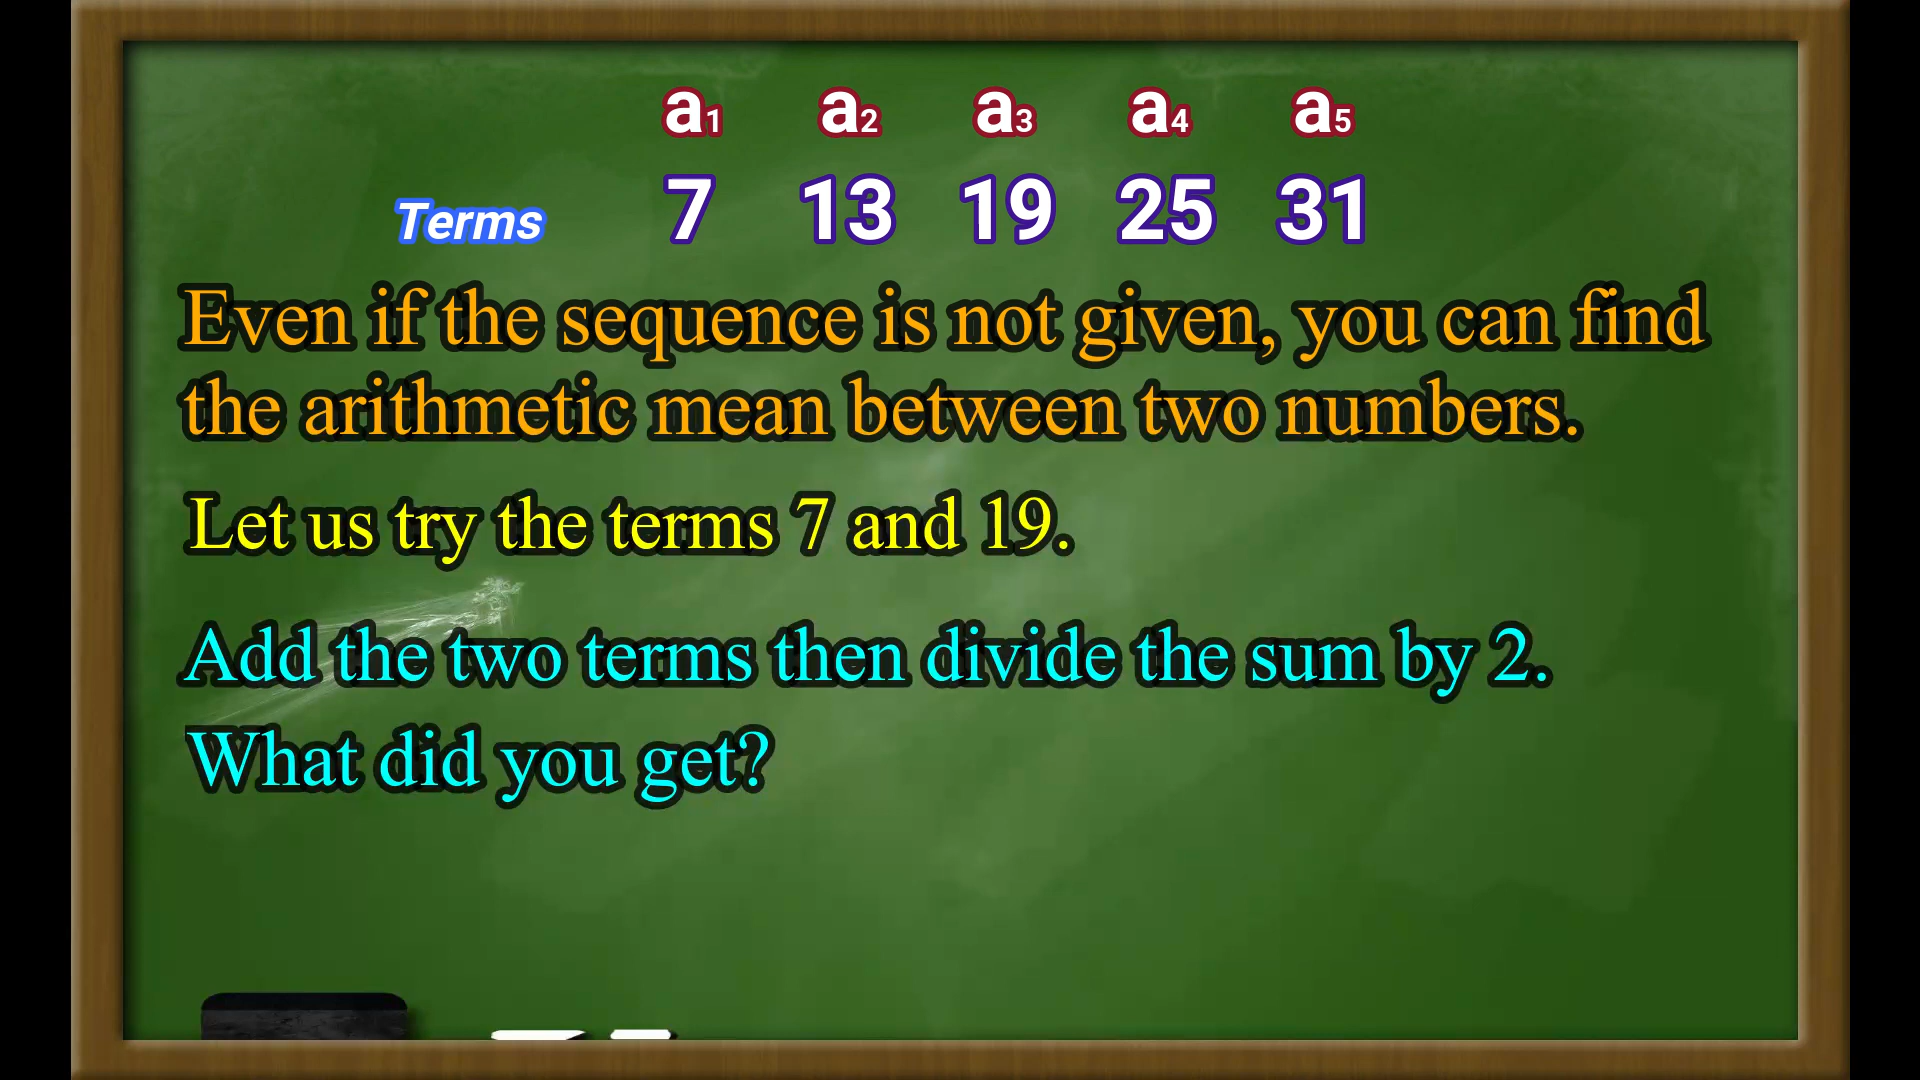 a1 a2 a3 a4 a5
Terms 7 13 19 25 31
Even if the sequence is not given, you can find
the arithmetic mean between two numbers.
Let us try the terms 7 and 19.
Add the two terms then divide the sum by 2.
What did you get?